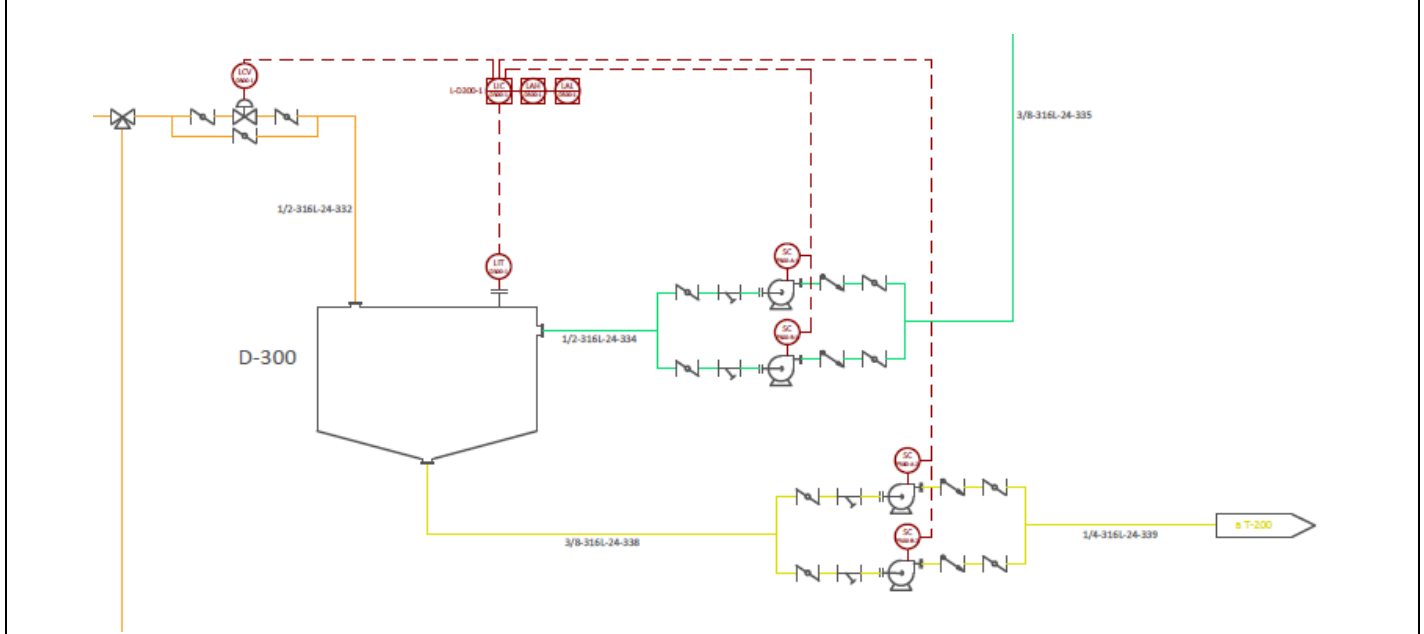 LCV
L-D300-1
LIC
LAH
LAL
3/8-316L-24-335
1/2-316L-24-332
LIT
SC
SC
1/2-316L-24-334
D-300
SC
SC
3/8-316L-24-338
1/4-316L-24-339
a T-200